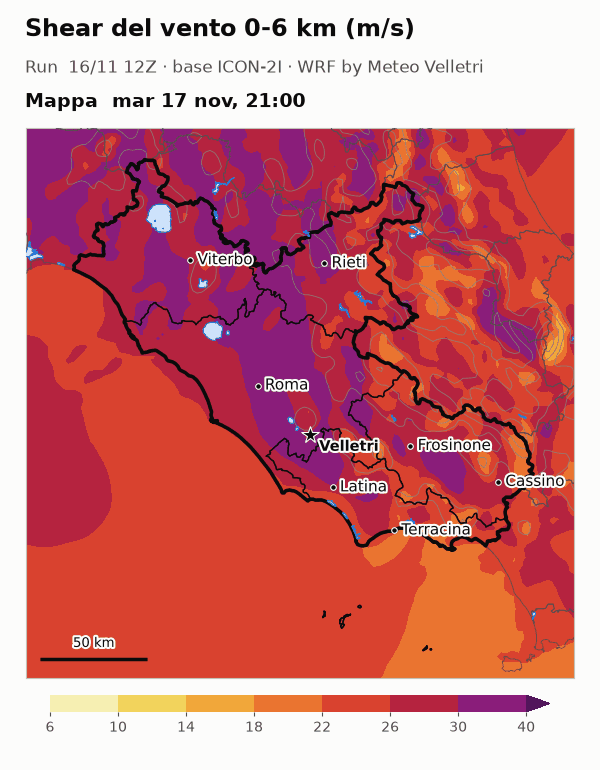 Shear del vento 0-6 km (m/s)
Run 16/11 12Z · base ICON-2I · WRF by Meteo Velletri
Mappa mar 17 nov, 21:00
Viterbo
Rieti
Roma
Velletri
Frosinone
Latina
Cassino
Terracina
50 km
6 10 14 18 22 26 30 40